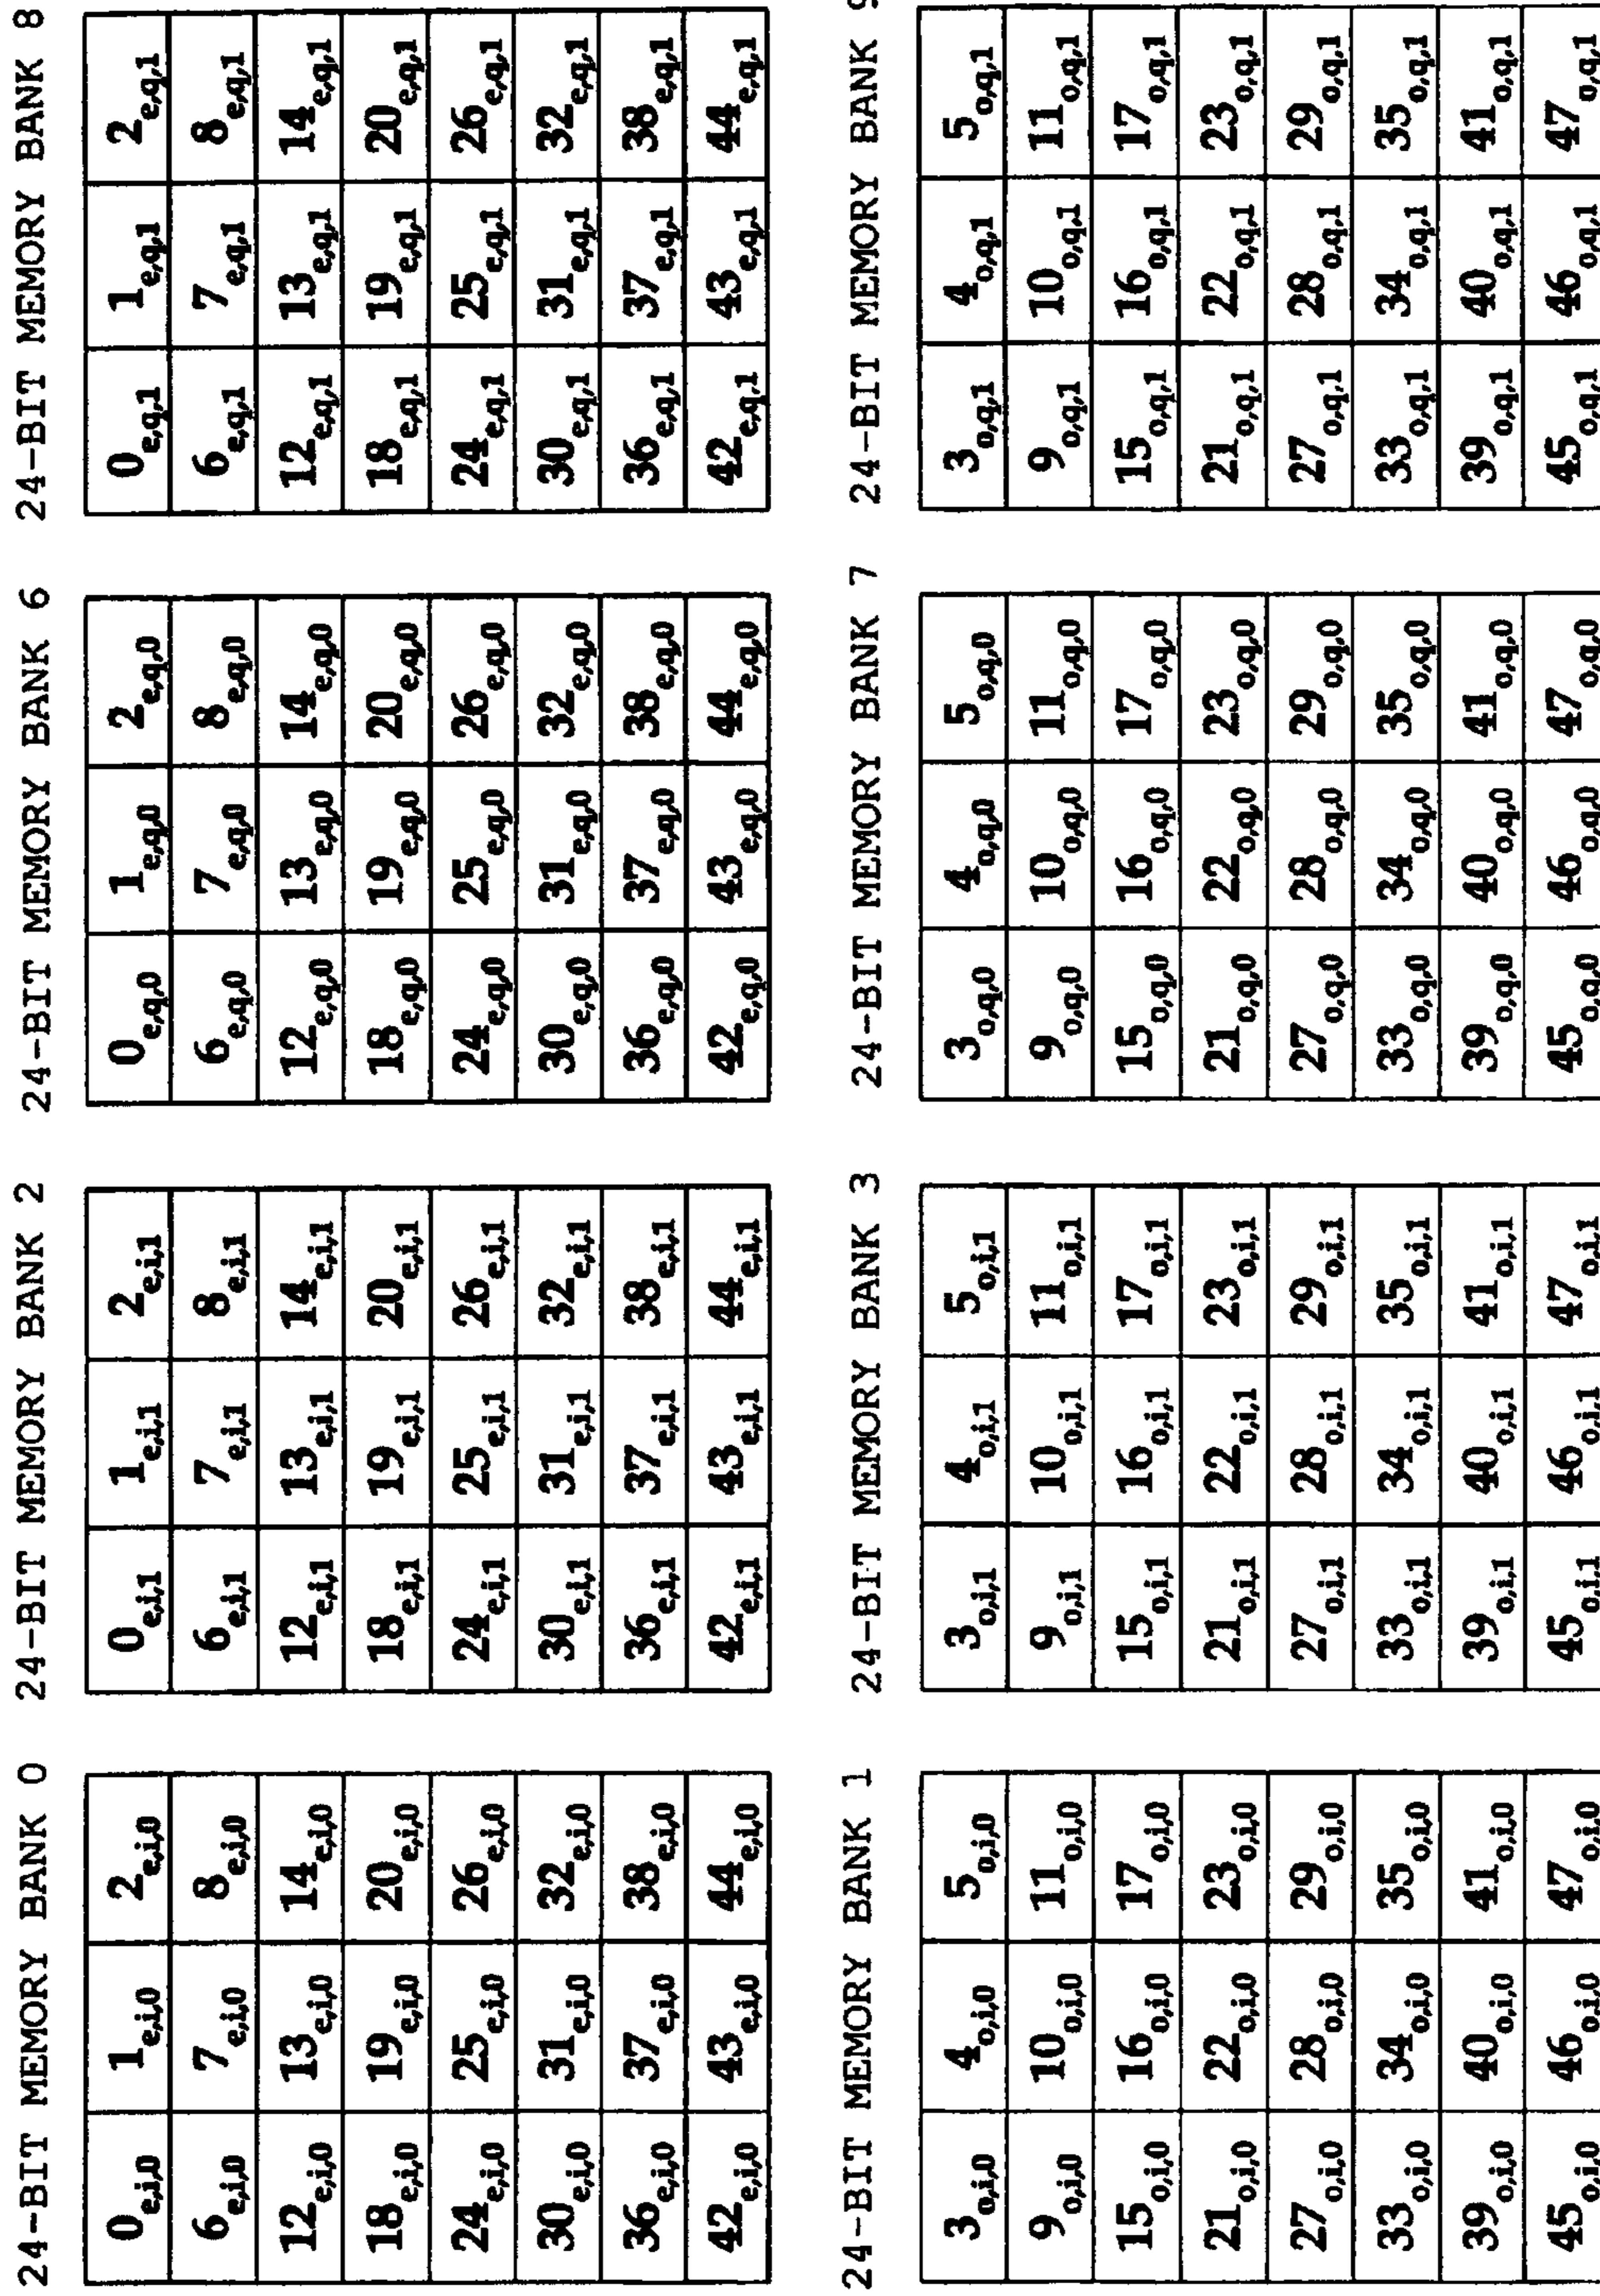 24-BIT MEMORY BANK 0
0e,i,0 1e,i,0 2e,i,0
6e,i,0 7e,i,0 8e,i,0
12e,i,0 13e,i,0 14e,i,0
18e,i,0 19e,i,0 20e,i,0
24e,i,0 25e,i,0 26e,i,0
30e,i,0 31e,i,0 32e,i,0
36e,i,0 37e,i,0 38e,i,0
42e,i,0 43e,i,0 44e,i,0
24-BIT MEMORY BANK 2
0e,i,1 1e,i,1 2e,i,1
6e,i,1 7e,i,1 8e,i,1
12e,i,1 13e,i,1 14e,i,1
18e,i,1 19e,i,1 20e,i,1
24e,i,1 25e,i,1 26e,i,1
30e,i,1 31e,i,1 32e,i,1
36e,i,1 37e,i,1 38e,i,1
42e,i,1 43e,i,1 44e,i,1
24-BIT MEMORY BANK 6
0e,q,0 1e,q,0 2e,q,0
6e,q,0 7e,q,0 8e,q,0
12e,q,0 13e,q,0 14e,q,0
18e,q,0 19e,q,0 20e,q,0
24e,q,0 25e,q,0 26e,q,0
30e,q,0 31e,q,0 32e,q,0
36e,q,0 37e,q,0 38e,q,0
42e,q,0 43e,q,0 44e,q,0
24-BIT MEMORY BANK 8
0e,q,1 1e,q,1 2e,q,1
6e,q,1 7e,q,1 8e,q,1
12e,q,1 13e,q,1 14e,q,1
18e,q,1 19e,q,1 20e,q,1
24e,q,1 25e,q,1 26e,q,1
30e,q,1 31e,q,1 32e,q,1
36e,q,1 37e,q,1 38e,q,1
42e,q,1 43e,q,1 44e,q,1
24-BIT MEMORY BANK 1
3o,i,0 4o,i,0 5o,i,0
9o,i,0 10o,i,0 11o,i,0
15o,i,0 16o,i,0 17o,i,0
21o,i,0 22o,i,0 23o,i,0
27o,i,0 28o,i,0 29o,i,0
33o,i,0 34o,i,0 35o,i,0
39o,i,0 40o,i,0 41o,i,0
45o,i,0 46o,i,0 47o,i,0
24-BIT MEMORY BANK 3
3o,i,1 4o,i,1 5o,i,1
9o,i,1 10o,i,1 11o,i,1
15o,i,1 16o,i,1 17o,i,1
21o,i,1 22o,i,1 23o,i,1
27o,i,1 28o,i,1 29o,i,1
33o,i,1 34o,i,1 35o,i,1
39o,i,1 40o,i,1 41o,i,1
45o,i,1 46o,i,1 47o,i,1
24-BIT MEMORY BANK 7
3o,q,0 4o,q,0 5o,q,0
9o,q,0 10o,q,0 11o,q,0
15o,q,0 16o,q,0 17o,q,0
21o,q,0 22o,q,0 23o,q,0
27o,q,0 28o,q,0 29o,q,0
33o,q,0 34o,q,0 35o,q,0
39o,q,0 40o,q,0 41o,q,0
45o,q,0 46o,q,0 47o,q,0
24-BIT MEMORY BANK 9
3o,q,1 4o,q,1 5o,q,1
9o,q,1 10o,q,1 11o,q,1
15o,q,1 16o,q,1 17o,q,1
21o,q,1 22o,q,1 23o,q,1
27o,q,1 28o,q,1 29o,q,1
33o,q,1 34o,q,1 35o,q,1
39o,q,1 40o,q,1 41o,q,1
45o,q,1 46o,q,1 47o,q,1